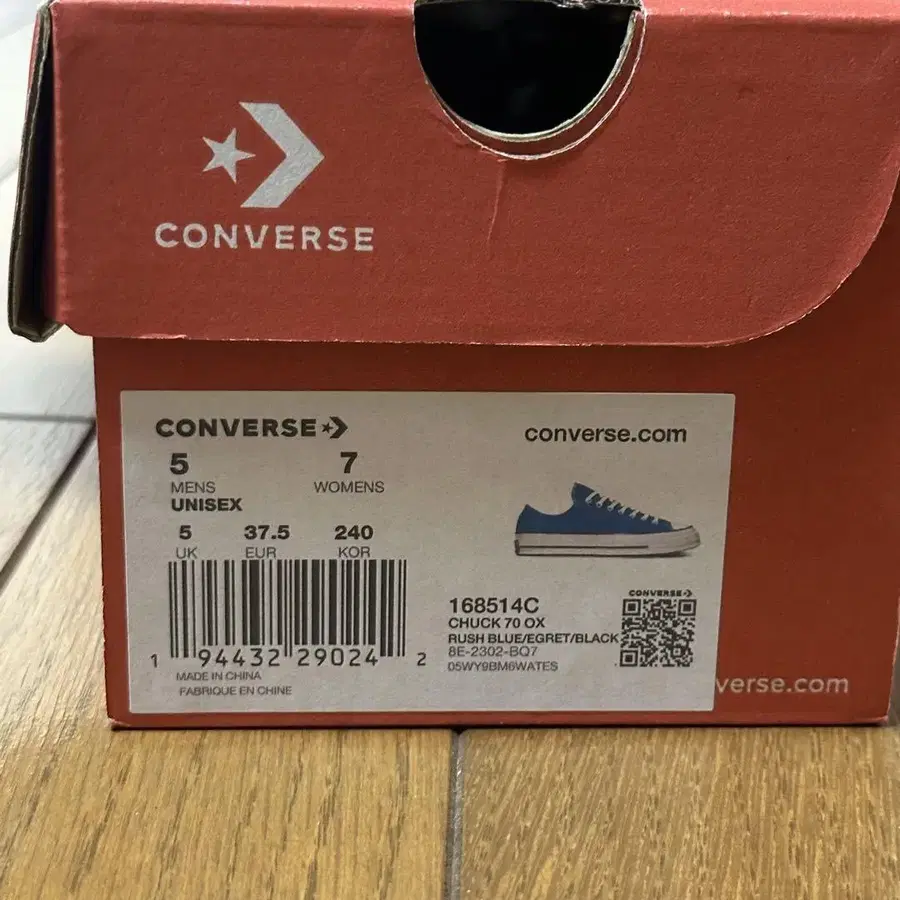 CONVERSE
CONVERSE
converse.com
5 7
MENS WOMENS
UNISEX
5 37.5 240
UK EUR KOR
1 94432 29024 2
MADE IN CHINA
FABRIQUE EN CHINE
CONVERSE
168514C
CHUCK 70 OX
RUSH BLUE/EGRET/BLACK
8E-2302-BQ7
05WY9BM6WATES
verse.com